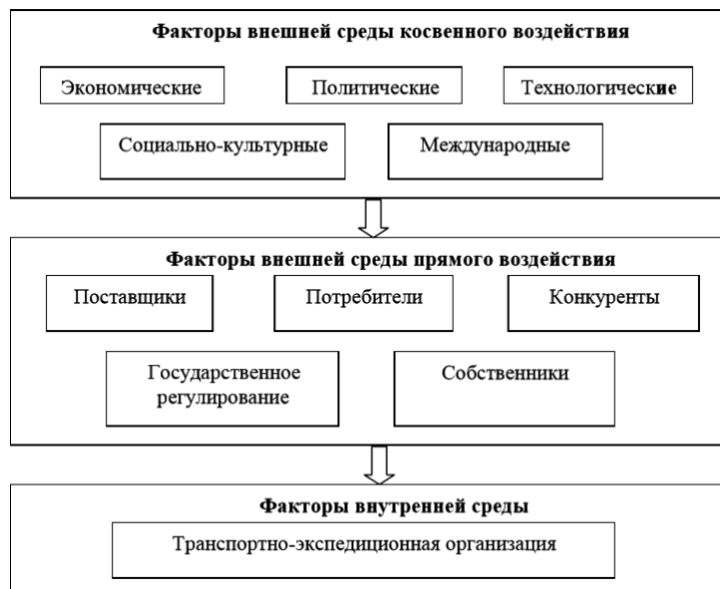 Факторы внешней среды косвенного воздействия
Экономические
Политические
Технологические
Социально-культурные
Международные
Факторы внешней среды прямого воздействия
Поставщики
Потребители
Конкуренты
Государственное
регулирование
Собственники
Факторы внутренней среды
Транспортно-экспедиционная организация